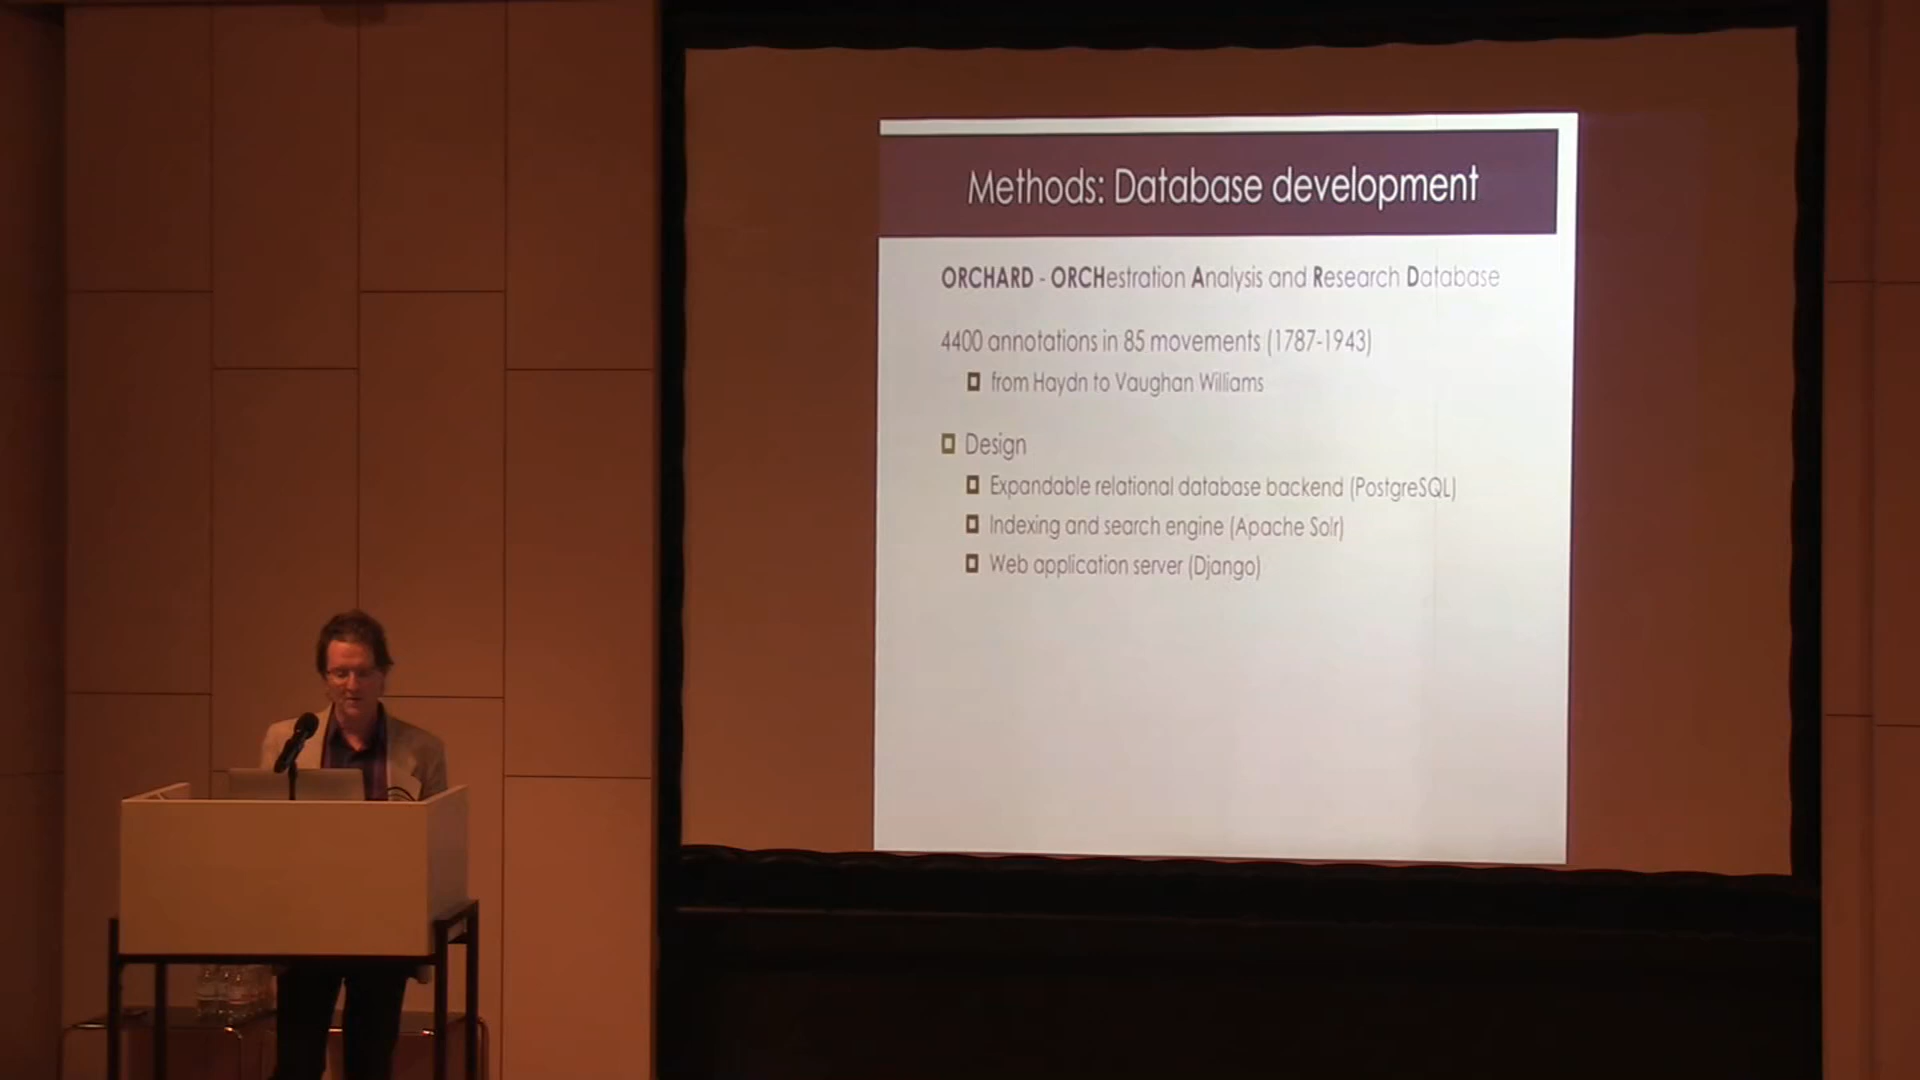 Methods: Database development
ORCHARD - ORCHestration Analysis and Research Database
4400 annotations in 85 movements (1787-1943)
from Haydn to Vaughan Williams
Design
Expandable relational database backend (PostgreSQL)
Indexing and search engine (Apache Solr)
Web application server (Django)